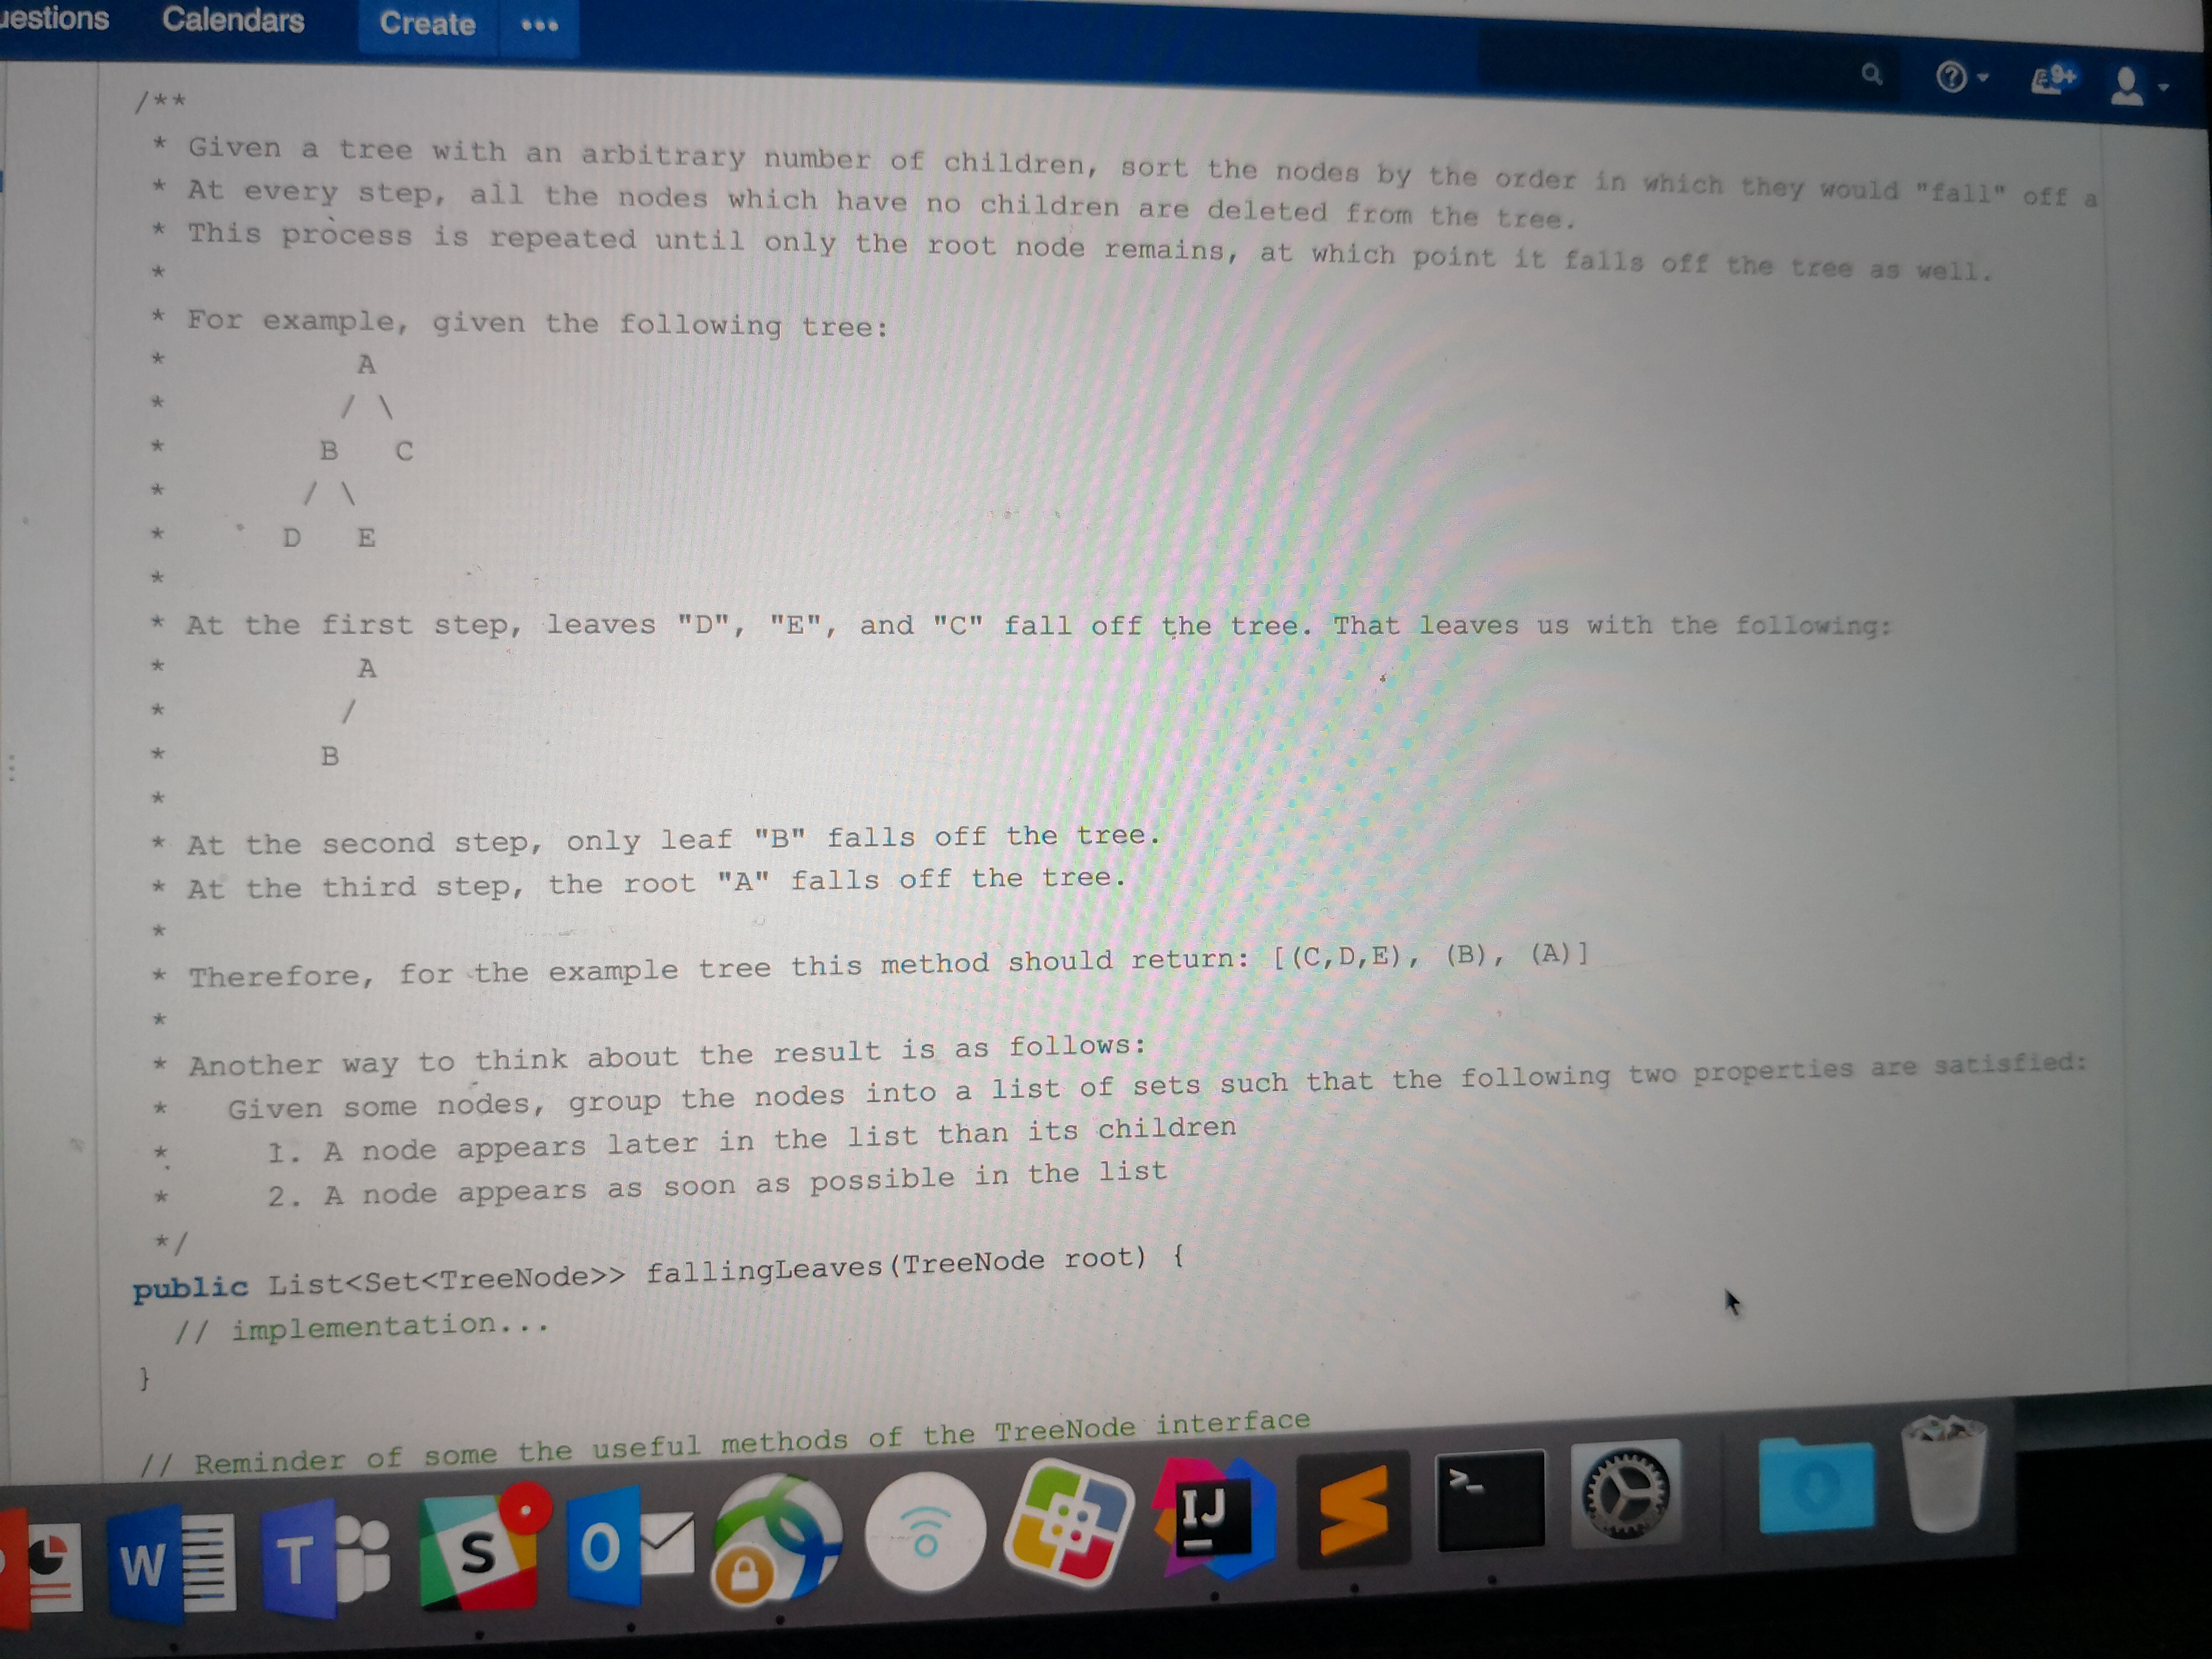 Calendars Create •••
9+
/**
* Given a tree with an arbitrary number of children, sort the nodes by the order in which they would "fall" off a
* At every step, all the nodes which have no children are deleted from the tree.
* This process is repeated until only the root node remains, at which point it falls off the tree as well.
*
* For example, given the following tree:
* A
* / \
* B C
* / \
* D E
*
* At the first step, leaves "D", "E", and "C" fall off the tree. That leaves us with the following:
* A
* /
* B
*
* At the second step, only leaf "B" falls off the tree.
* At the third step, the root "A" falls off the tree.
*
* Therefore, for the example tree this method should return: [(C,D,E), (B), (A)]
*
* Another way to think about the result is as follows:
* Given some nodes, group the nodes into a list of sets such that the following two properties are satisfied:
* 1. A node appears later in the list than its children
* 2. A node appears as soon as possible in the list
*/
public List<Set<TreeNode>> fallingLeaves(TreeNode root) {
// implementation...
}
// Reminder of some the useful methods of the TreeNode interface
W T S O IJ >_